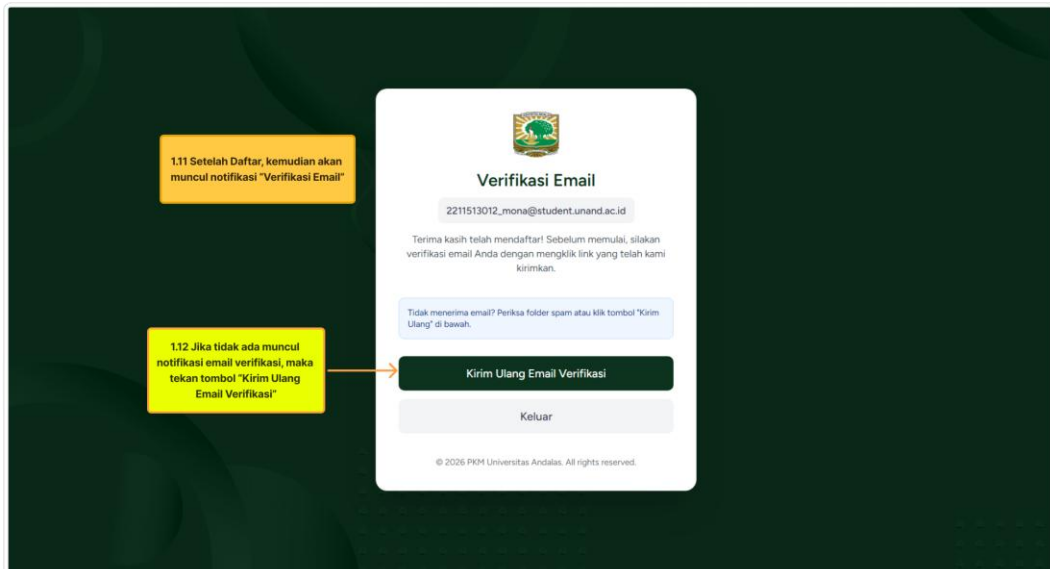 1.11 Setelah Daftar, kemudian akan
muncul notifikasi "Verifikasi Email"
Verifikasi Email
2211513012_mona@student.unand.ac.id
Terima kasih telah mendaftar! Sebelum memulai, silakan
verifikasi email Anda dengan mengklik link yang telah kami
kirimkan.
Tidak menerima email? Periksa folder spam atau klik tombol "Kirim
Ulang" di bawah.
1.12 Jika tidak ada muncul
notifikasi email verifikasi, maka
tekan tombol "Kirim Ulang
Email Verifikasi"
Kirim Ulang Email Verifikasi
Keluar
© 2026 PKM Universitas Andalas. All rights reserved.